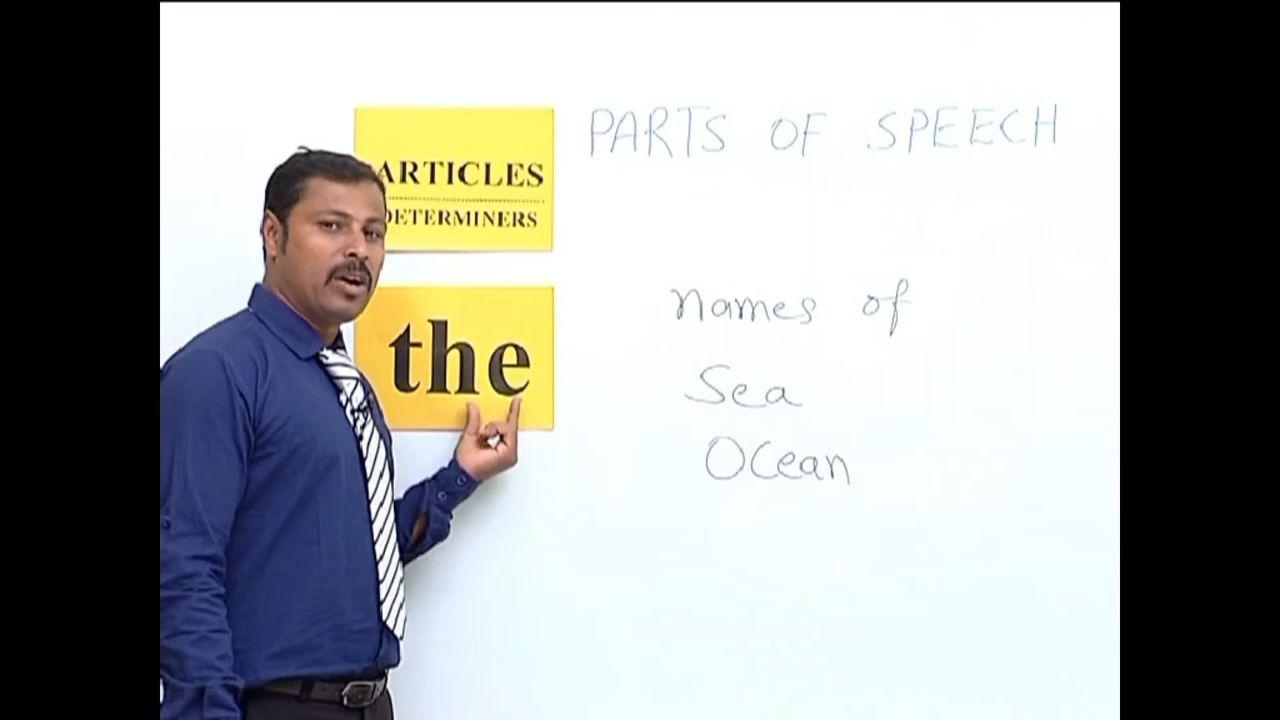 PARTS OF SPEECH
ARTICLES
DETERMINERS
the
names of
Sea
Ocean